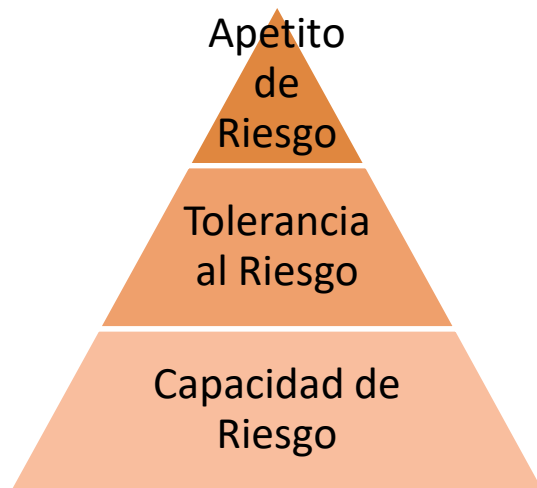 Apetito
de
Riesgo
Tolerancia
al Riesgo
Capacidad de
Riesgo